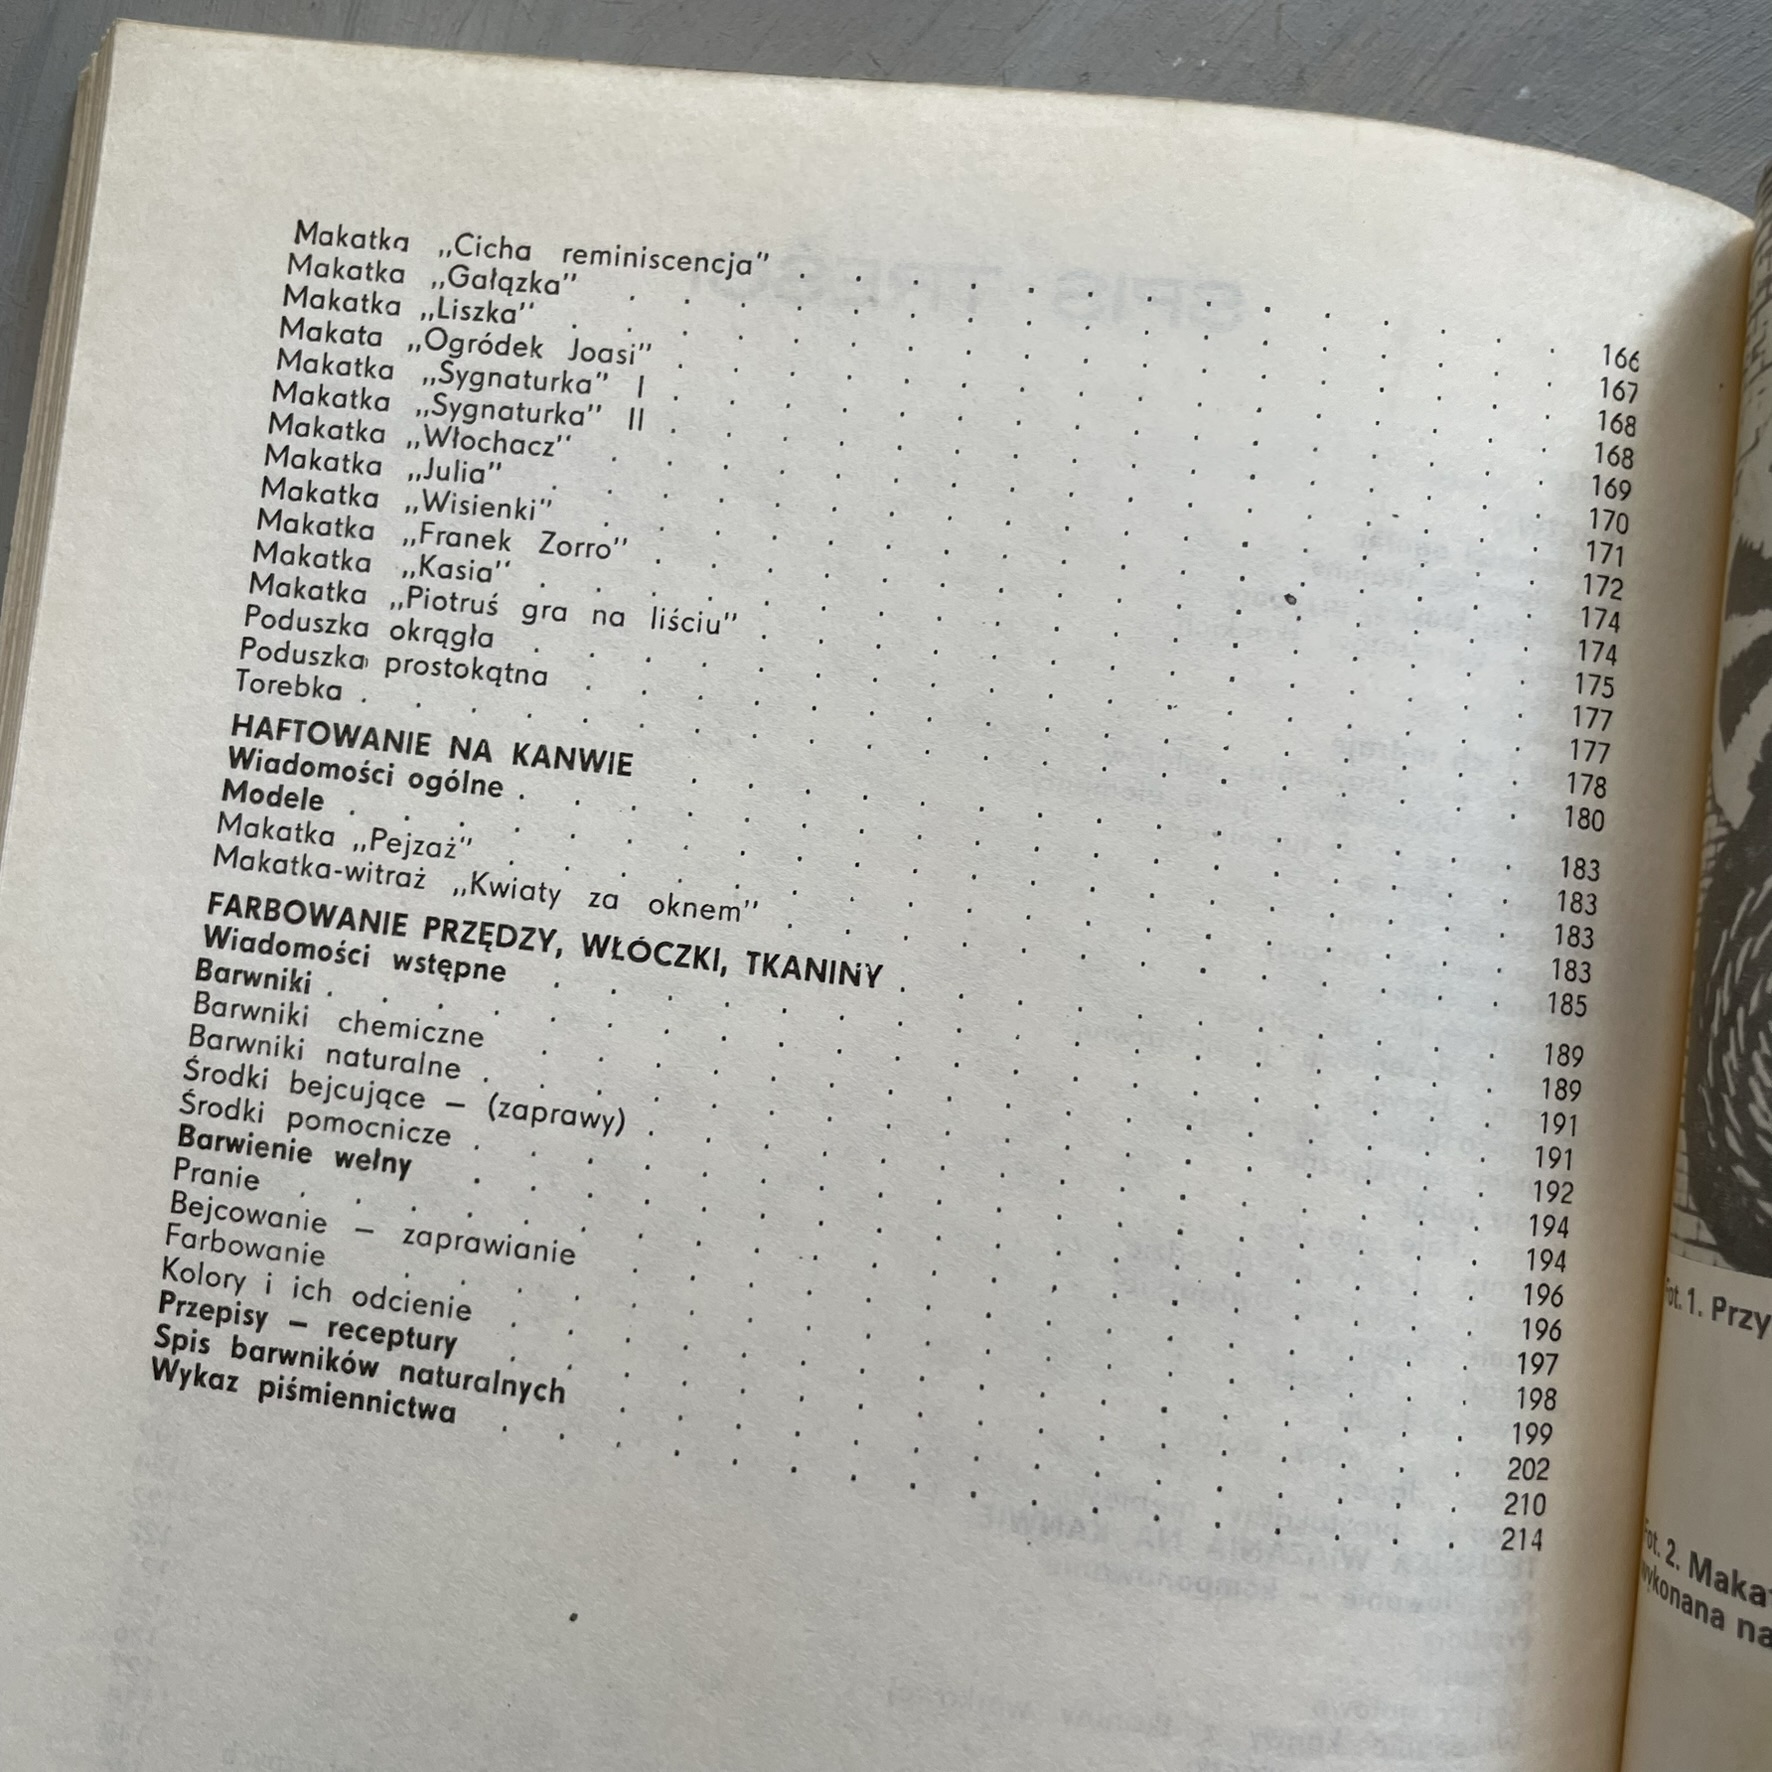 Makatka „Cicha reminiscencja” . . . . . . . . . . . . . . 166
Makatka „Gałązka” . . . . . . . . . . . . . . . . . 167
Makatka „Liszka” . . . . . . . . . . . . . . . . . . 168
Makata „Ogródek Joasi” . . . . . . . . . . . . . . . . 168
Makatka „Sygnaturka” I . . . . . . . . . . . . . . . . 169
Makatka „Sygnaturka” II . . . . . . . . . . . . . . . . 170
Makatka „Włochacz” . . . . . . . . . . . . . . . . . 171
Makatka „Julia” . . . . . . . . . . . . . . . . . . 172
Makatka „Wisienki” . . . . . . . . . . . . . . . . . 174
Makatka „Franek Zorro” . . . . . . . . . . . . . . . . 174
Makatka „Kasia” . . . . . . . . . . . . . . . . . . 175
Makatka „Piotruś gra na liściu” . . . . . . . . . . . . . . 177
Poduszka okrągła . . . . . . . . . . . . . . . . . . 177
Poduszka prostokątna . . . . . . . . . . . . . . . . . 178
Torebka . . . . . . . . . . . . . . . . . . . . . 180
HAFTOWANIE NA KANWIE . . . . . . . . . . . . . . . 183
Wiadomości ogólne . . . . . . . . . . . . . . . . . . 183
Modele . . . . . . . . . . . . . . . . . . . . . 183
Makatka „Pejzaż” . . . . . . . . . . . . . . . . . . 183
Makatka-witraż „Kwiaty za oknem” . . . . . . . . . . . . . 185
FARBOWANIE PRZĘDZY, WŁÓCZKI, TKANINY . . . . . . . . . . . 189
Wiadomości wstępne . . . . . . . . . . . . . . . . . 189
Barwniki . . . . . . . . . . . . . . . . . . . . . 191
Barwniki chemiczne . . . . . . . . . . . . . . . . . 191
Barwniki naturalne . . . . . . . . . . . . . . . . . . 192
Środki bejcujące – (zaprawy) . . . . . . . . . . . . . . . 194
Środki pomocnicze . . . . . . . . . . . . . . . . . . 194
Barwienie wełny . . . . . . . . . . . . . . . . . . 196
Pranie . . . . . . . . . . . . . . . . . . . . . 196
Bejcowanie – zaprawianie . . . . . . . . . . . . . . . 197
Farbowanie . . . . . . . . . . . . . . . . . . . 198
Kolory i ich odcienie . . . . . . . . . . . . . . . . . 199
Przepisy – receptury . . . . . . . . . . . . . . . . . 202
Spis barwników naturalnych . . . . . . . . . . . . . . . 210
Wykaz piśmiennictwa . . . . . . . . . . . . . . . . . 214
Fot. 1. Przy
Fot. 2. Makat
wykonana na